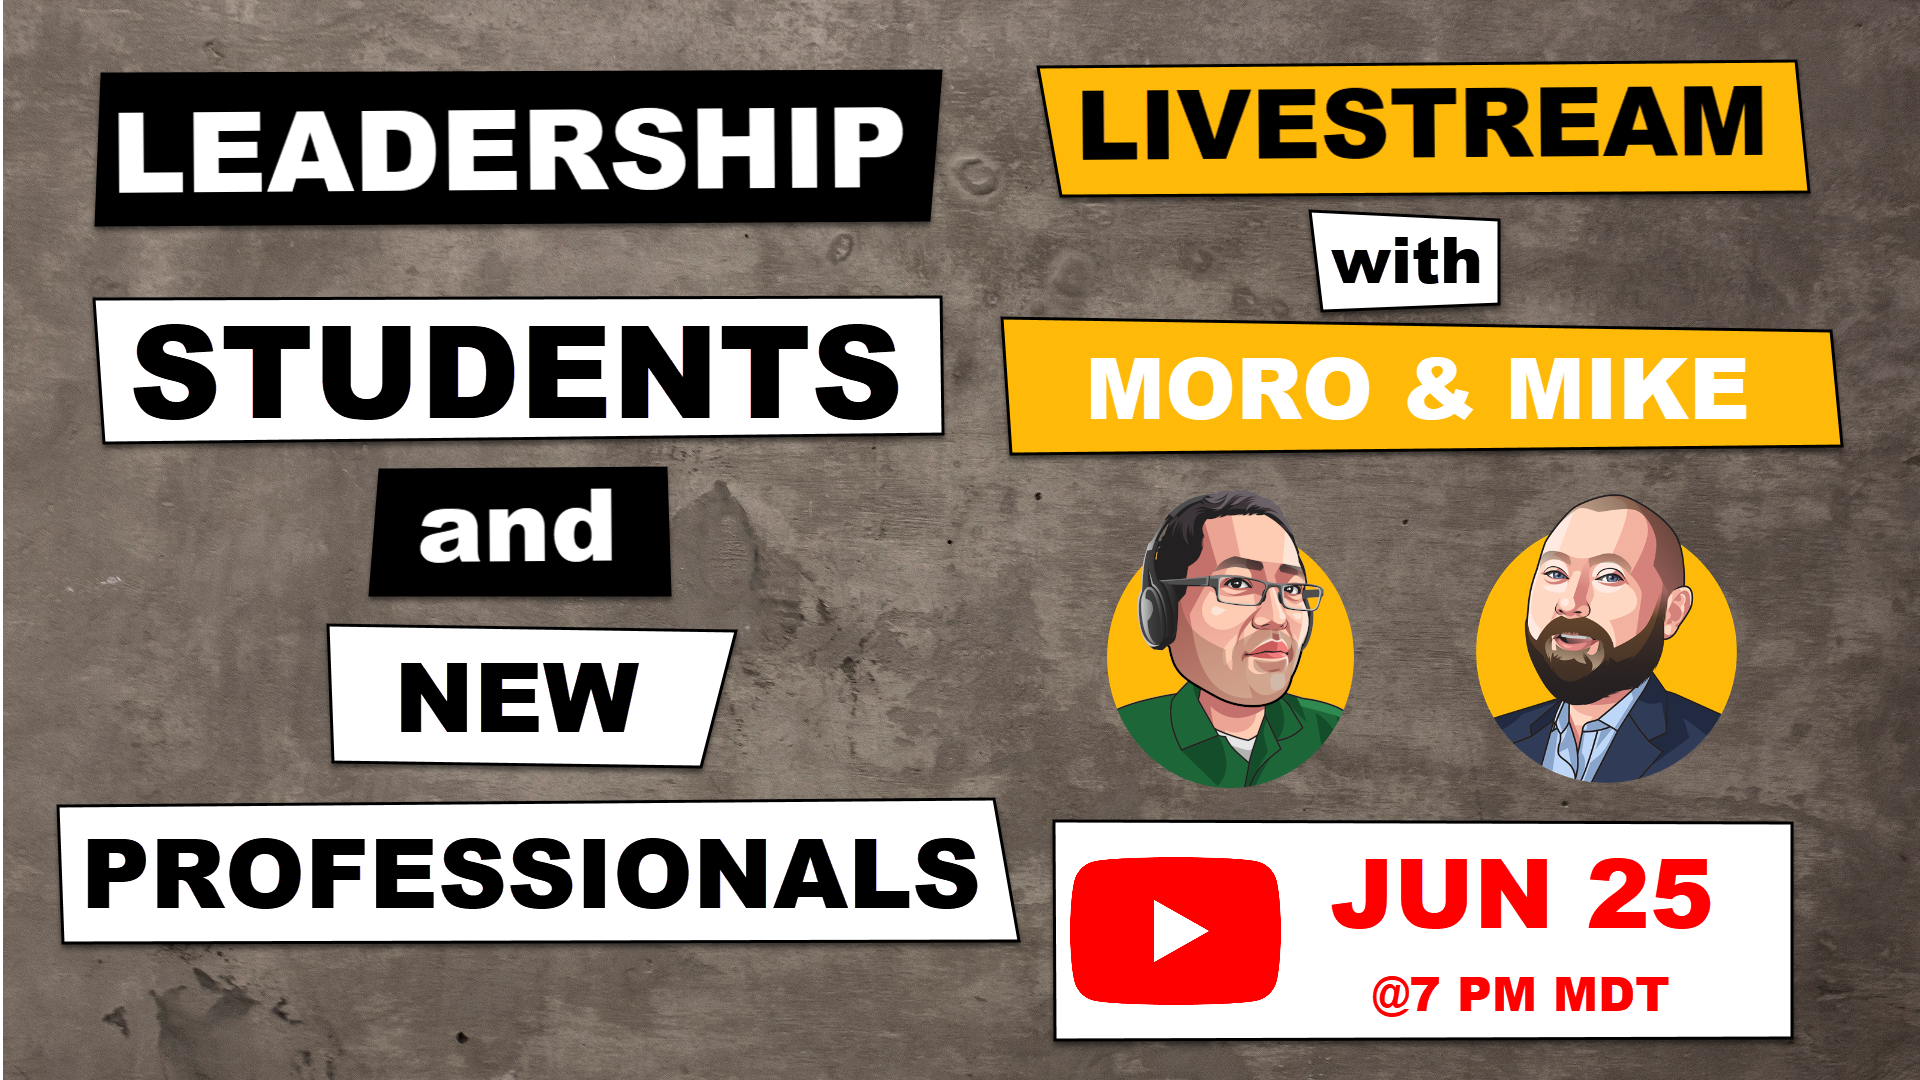 LEADERSHIP
STUDENTS
and
NEW
PROFESSIONALS
LIVESTREAM
with
MORO & MIKE
JUN 25
@7 PM MDT